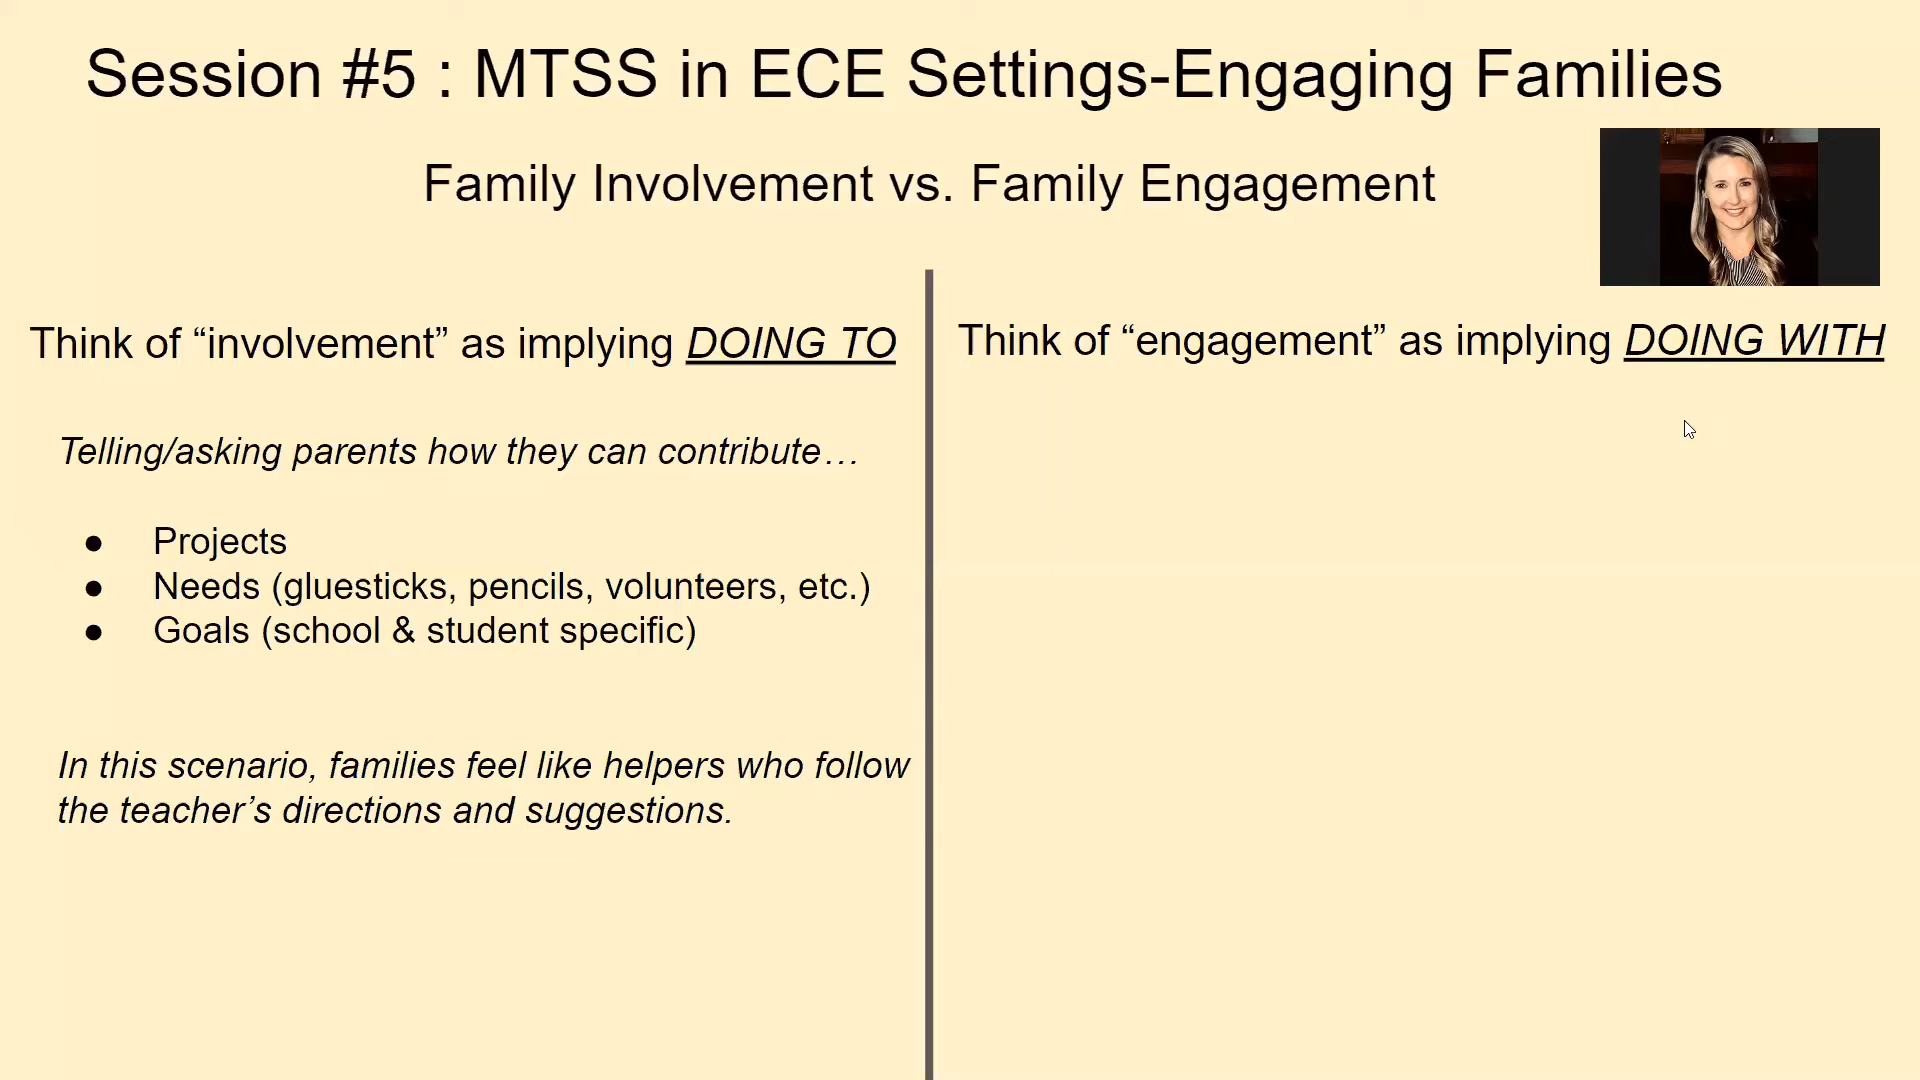 Session #5 : MTSS in ECE Settings-Engaging Families
Family Involvement vs. Family Engagement
Think of “involvement” as implying DOING TO
Telling/asking parents how they can contribute…
● Projects
● Needs (gluesticks, pencils, volunteers, etc.)
● Goals (school & student specific)
In this scenario, families feel like helpers who follow
the teacher’s directions and suggestions.
Think of “engagement” as implying DOING WITH